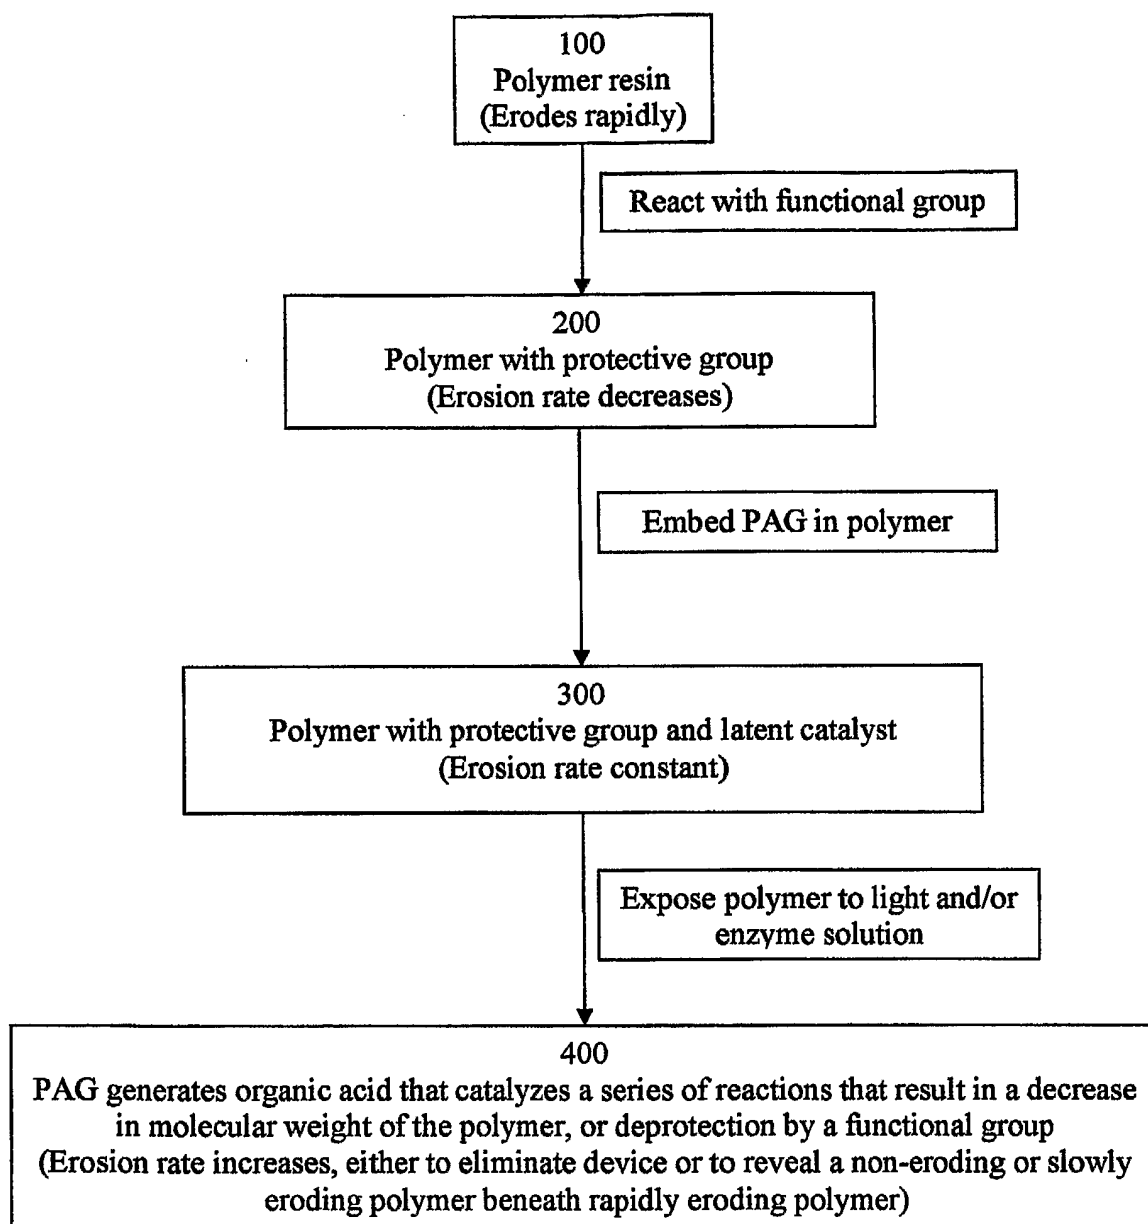 100
Polymer resin
(Erodes rapidly)
React with functional group
200
Polymer with protective group
(Erosion rate decreases)
Embed PAG in polymer
300
Polymer with protective group and latent catalyst
(Erosion rate constant)
Expose polymer to light and/or
enzyme solution
400
PAG generates organic acid that catalyzes a series of reactions that result in a decrease
in molecular weight of the polymer, or deprotection by a functional group
(Erosion rate increases, either to eliminate device or to reveal a non-eroding or slowly
eroding polymer beneath rapidly eroding polymer)